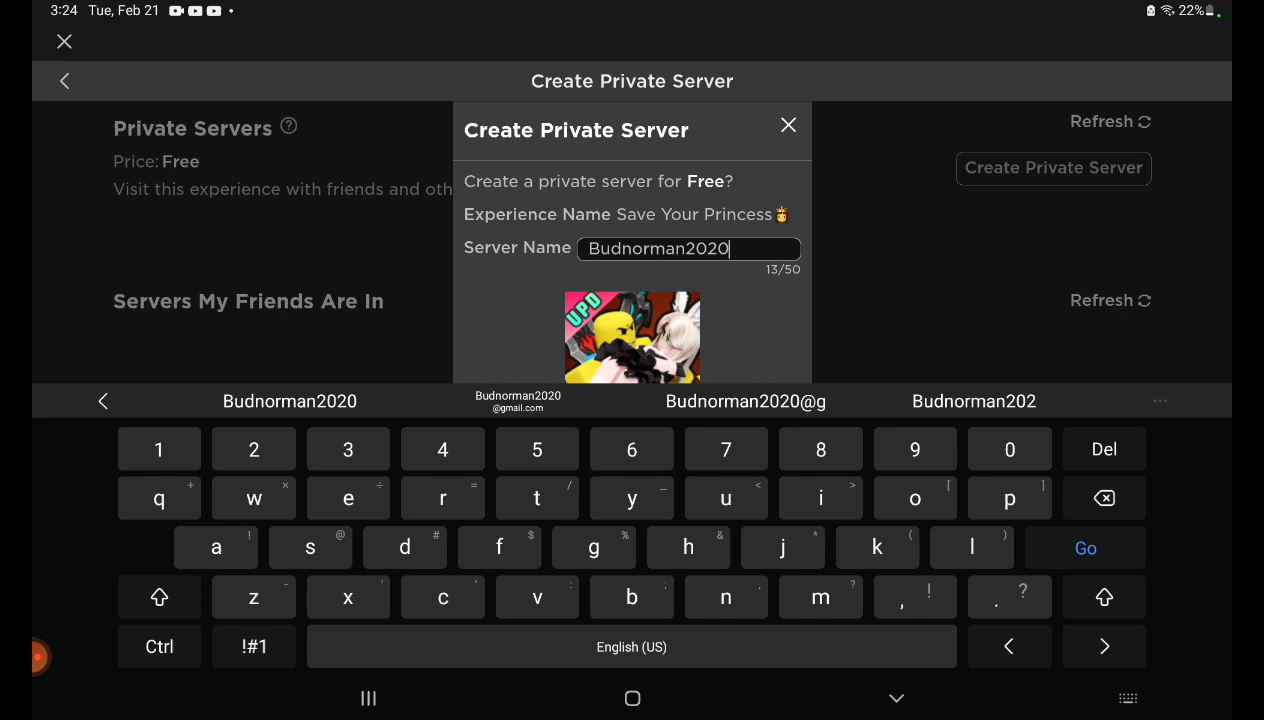 3:24 Tue, Feb 21
22%
Create Private Server
Private Servers ?
Refresh
Price: Free
Create Private Server
Visit this experience with friends and oth
Create Private Server
Create a private server for Free?
Experience Name Save Your Princess👸
Server Name Budnorman2020
13/50
UPD
Servers My Friends Are In
Refresh
Budnorman2020
Budnorman2020
@gmail.com
Budnorman2020@g
Budnorman202
...
1 2 3 4 5 6 7 8 9 0 Del
+ × ÷ = / _ < > [ ]
q w e r t y u i o p
! @ # $ % & * ( )
a s d f g h j k l Go
- ' " : ; , ? ! ?
z x c v b n m , .
Ctrl !#1 English (US) < >